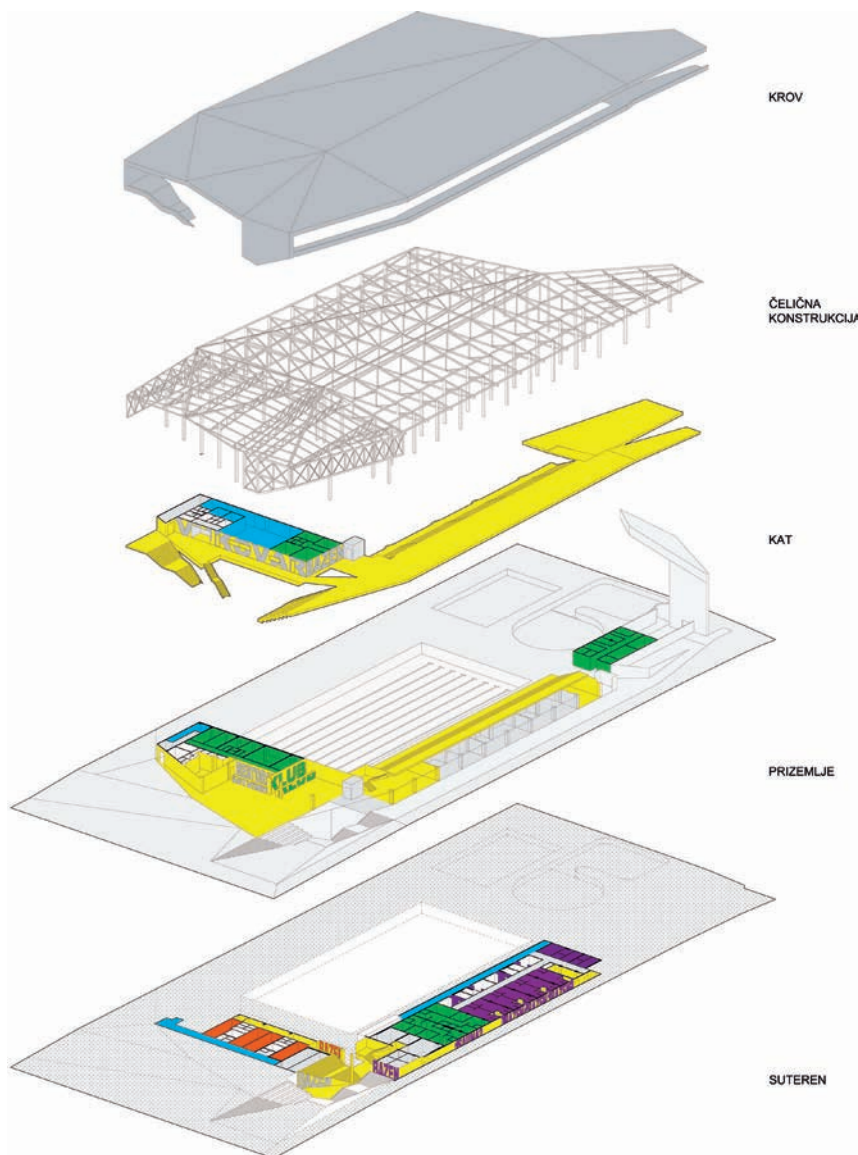 KROV
ČELIČNA
KONSTRUKCIJA
KAT
PRIZEMLJE
KLUB
BAZEN
BAZEN
SUTEREN